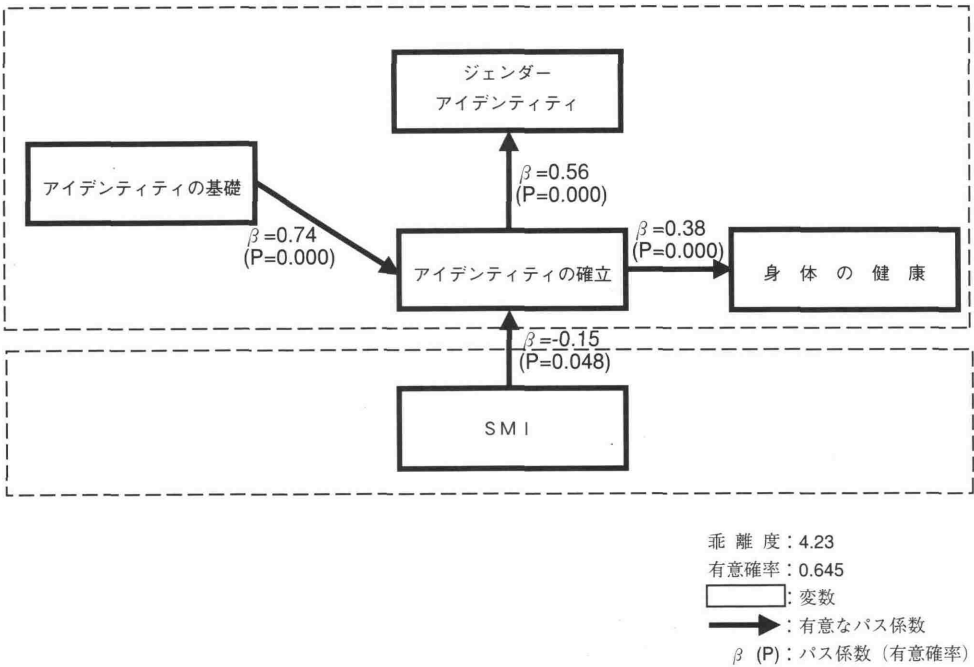 ジェンダー
アイデンティティ
アイデンティティの基礎
β=0.56
(P=0.000)
β=0.74
(P=0.000)
β=0.38
(P=0.000)
アイデンティティの確立
身体の健康
β=-0.15
(P=0.048)
SMI
乖離度：4.23
有意確率：0.645
：変数
：有意なパス係数
β (P)：パス係数（有意確率）